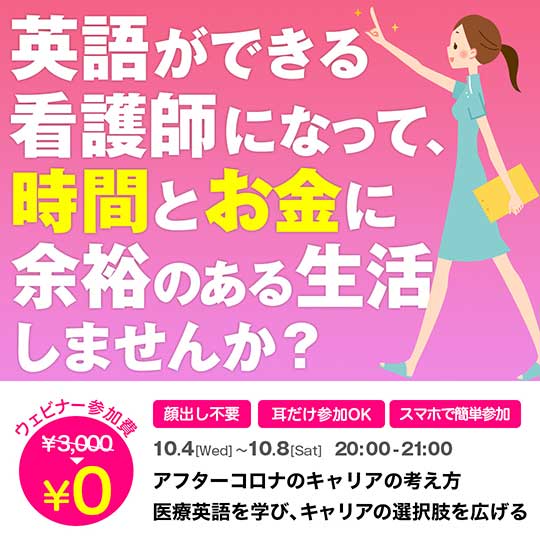 英語ができる
看護師になって、
時間とお金に
余裕のある生活
しませんか？
ウェビナー参加費
¥3,000
¥0
顔出し不要 耳だけ参加OK スマホで簡単参加
10.4[Wed]～10.8[Sat] 20:00-21:00
アフターコロナのキャリアの考え方
医療英語を学び、キャリアの選択肢を広げる